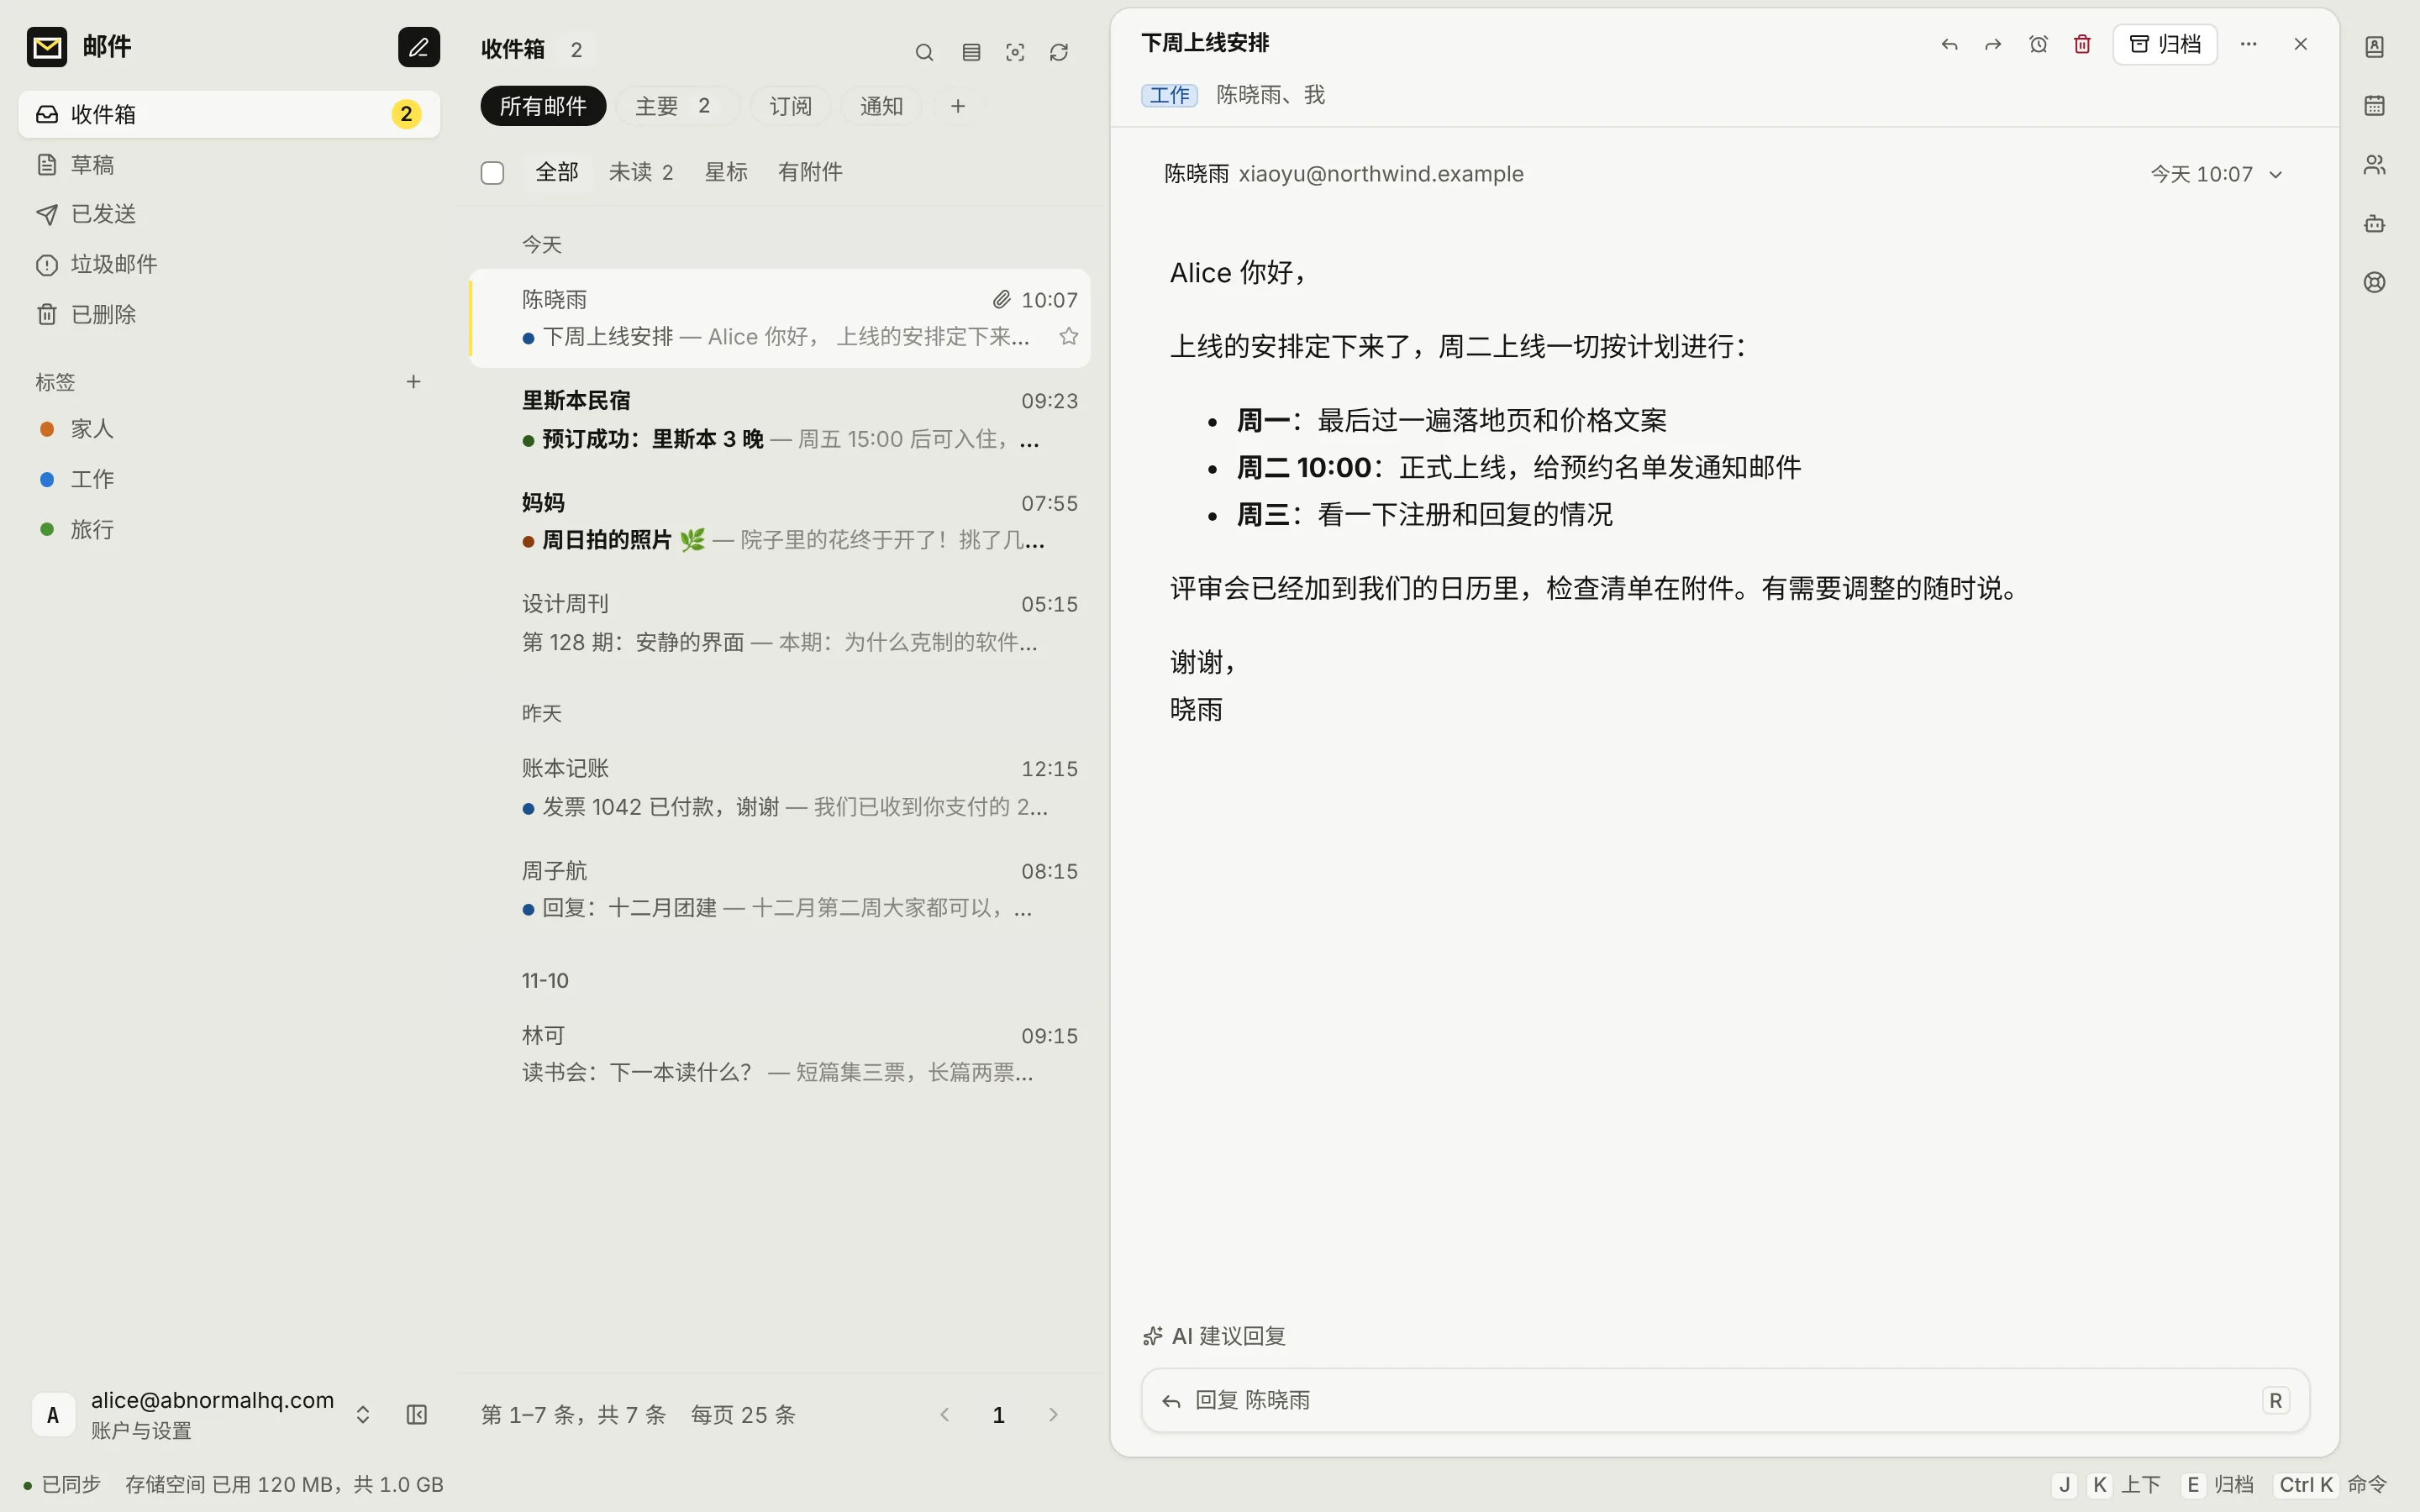 邮件
收件箱 2
草稿
已发送
垃圾邮件
已删除
标签
家人
工作
旅行
A
alice@abnormalhq.com
账户与设置
已同步 存储空间 已用 120 MB，共 1.0 GB
收件箱 2
所有邮件 主要 2 订阅 通知
全部 未读 2 星标 有附件
今天
陈晓雨 10:07
下周上线安排 — Alice 你好， 上线的安排定下来...
里斯本民宿 09:23
预订成功：里斯本 3 晚 — 周五 15:00 后可入住，...
妈妈 07:55
周日拍的照片 🌿 — 院子里的花终于开了！挑了几...
设计周刊 05:15
第 128 期：安静的界面 — 本期：为什么克制的软件...
昨天
账本记账 12:15
发票 1042 已付款，谢谢 — 我们已收到你支付的 2...
周子航 08:15
回复：十二月团建 — 十二月第二周大家都可以，...
11-10
林可 09:15
读书会：下一本读什么？ — 短篇集三票，长篇两票...
第 1–7 条，共 7 条 每页 25 条 1
下周上线安排
归档
工作 陈晓雨、我
陈晓雨 xiaoyu@northwind.example 今天 10:07
Alice 你好，
上线的安排定下来了，周二上线一切按计划进行：
• 周一：最后过一遍落地页和价格文案
• 周二 10:00：正式上线，给预约名单发通知邮件
• 周三：看一下注册和回复的情况
评审会已经加到我们的日历里，检查清单在附件。有需要调整的随时说。
谢谢，
晓雨
AI 建议回复
回复 陈晓雨 R
J K 上下 E 归档 Ctrl K 命令